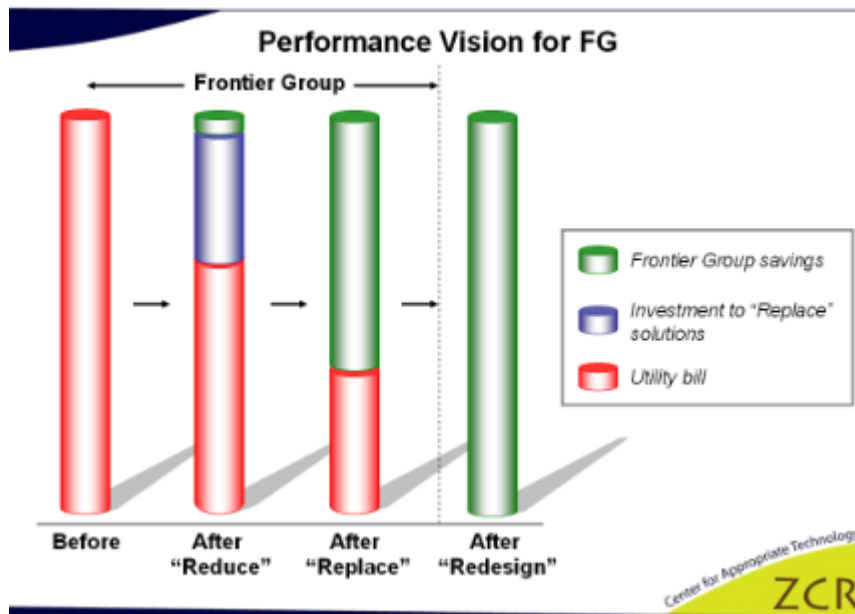 Performance Vision for FG
Frontier Group
Frontier Group savings
Investment to “Replace”
solutions
Utility bill
Before
After
“Reduce”
After
“Replace”
After
“Redesign”
Center for Appropriate Technology
ZCR